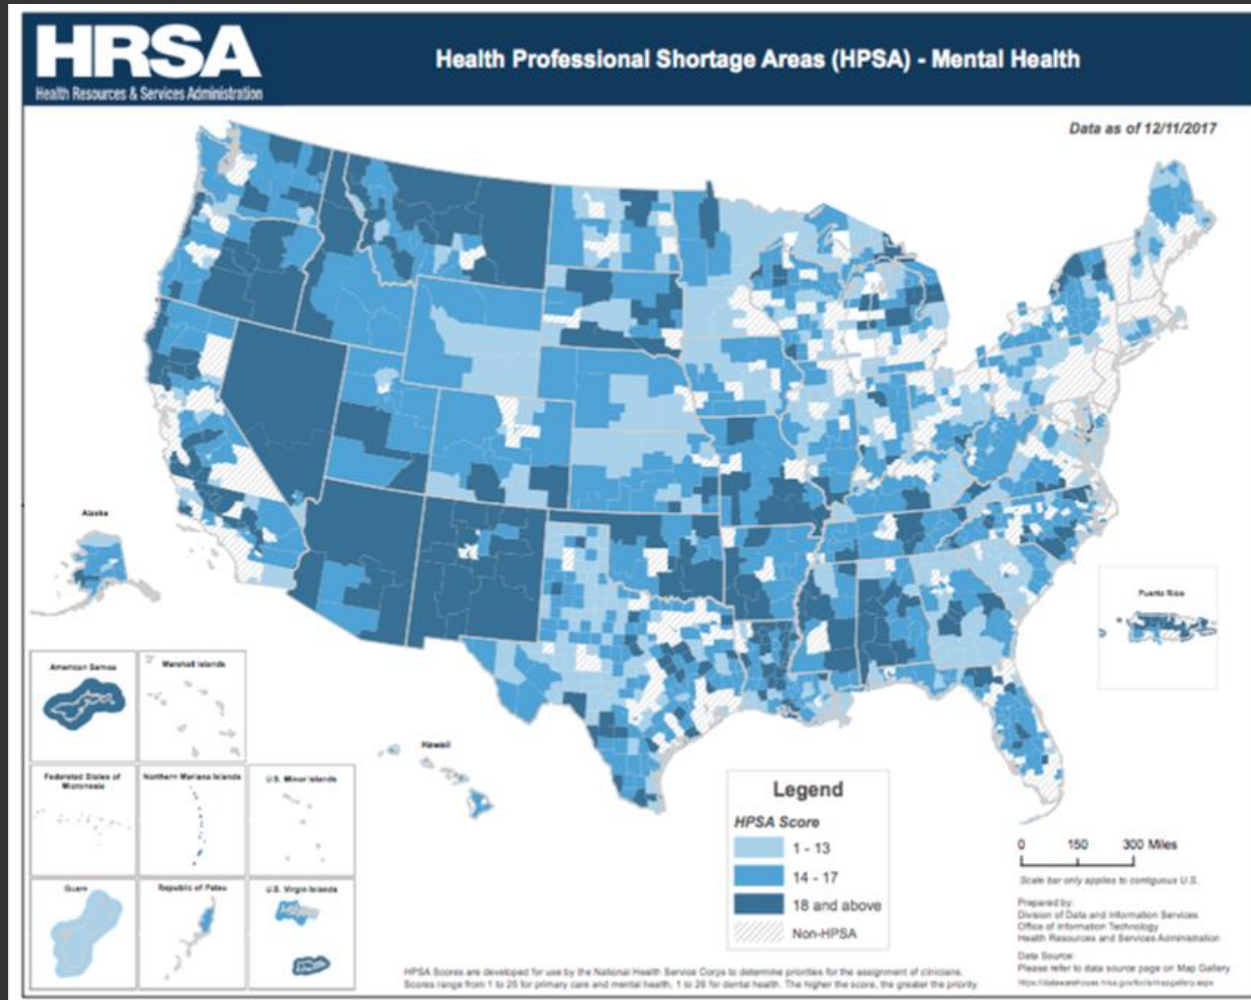 HRSA
Health Resources & Services Administration
Health Professional Shortage Areas (HPSA) - Mental Health
Data as of 12/11/2017
Alaska
Puerto Rico
American Samoa
Marshall Islands
Hawaii
Federated States of
Micronesia
Northern Mariana Islands
U.S. Minor Islands
Guam
Republic of Palau
U.S. Virgin Islands
Legend
HPSA Score
1 - 13
14 - 17
18 and above
Non-HPSA
0 150 300 Miles
Scale bar only applies to contiguous U.S.
Prepared by:
Division of Data and Information Services
Office of Information Technology
Health Resources and Services Administration
Data Source:
Please refer to data source page on Map Gallery
HPSA Scores are developed for use by the National Health Service Corps to determine priorities for the assignment of clinicians.
Scores range from 1 to 25 for primary care and mental health, 1 to 26 for dental health. The higher the score, the greater the priority.